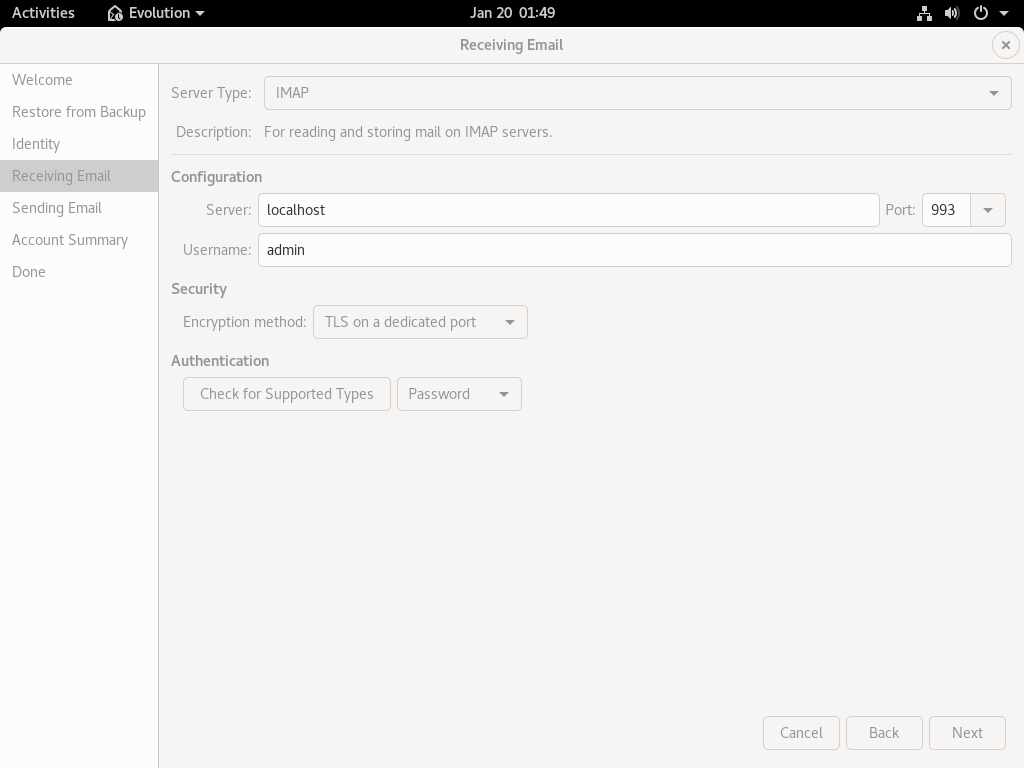 Activities Evolution Jan 20 01:49
Receiving Email
Welcome
Restore from Backup
Identity
Receiving Email
Sending Email
Account Summary
Done
Server Type: IMAP
Description: For reading and storing mail on IMAP servers.
Configuration
Server: localhost Port: 993
Username: admin
Security
Encryption method: TLS on a dedicated port
Authentication
Check for Supported Types Password
Cancel Back Next